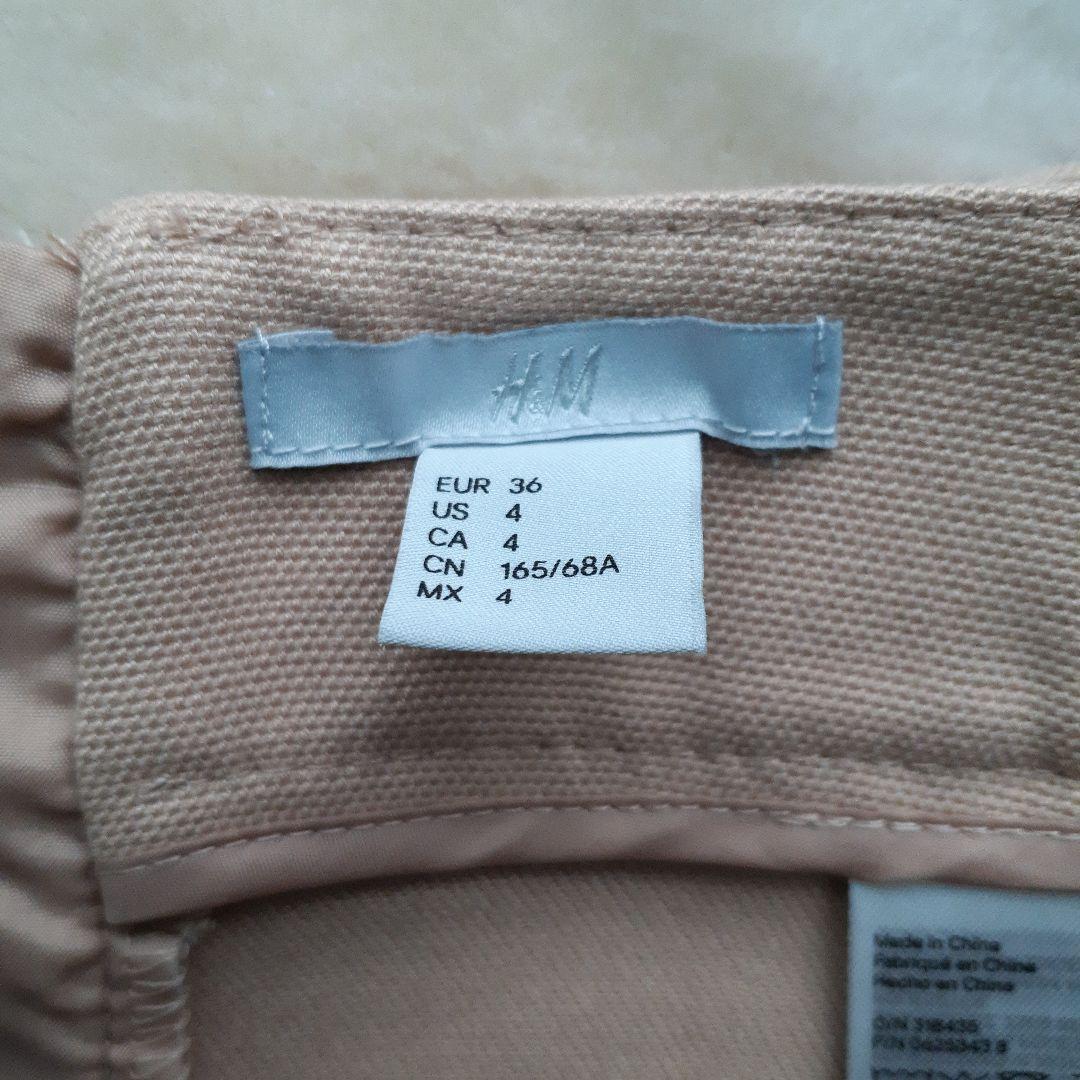 H&M
EUR 36
US 4
CA 4
CN 165/68A
MX 4
Made in China
Fabriqué en Chine
Hecho en China